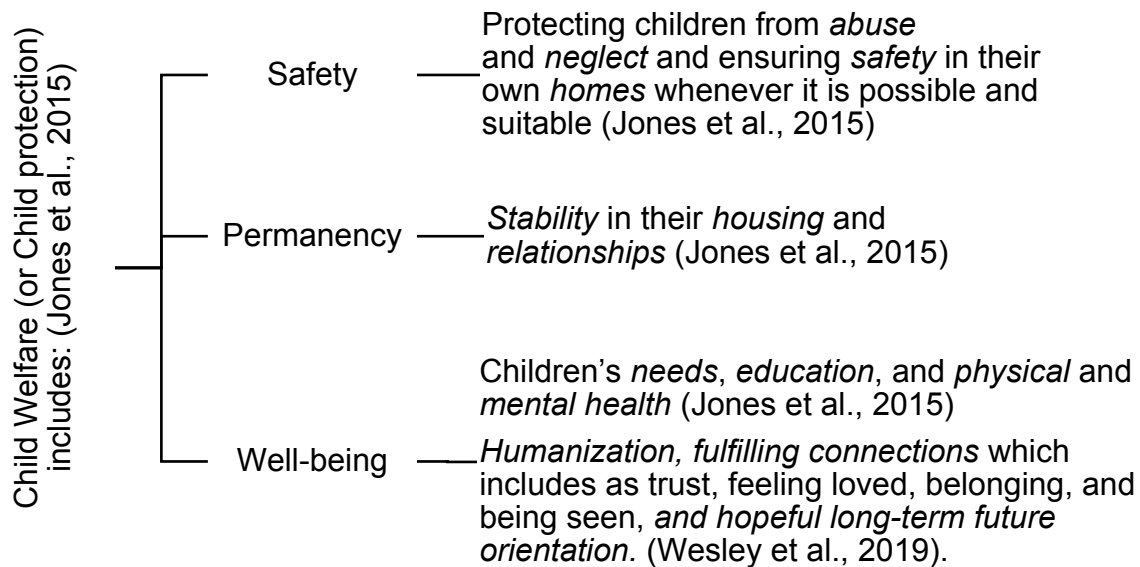 Child Welfare (or Child protection)
includes: (Jones et al., 2015)
Safety
Protecting children from abuse
and neglect and ensuring safety in their
own homes whenever it is possible and
suitable (Jones et al., 2015)
Permanency
Stability in their housing and
relationships (Jones et al., 2015)
Well-being
Children’s needs, education, and physical and
mental health (Jones et al., 2015)
Humanization, fulfilling connections which
includes as trust, feeling loved, belonging, and
being seen, and hopeful long-term future
orientation. (Wesley et al., 2019).